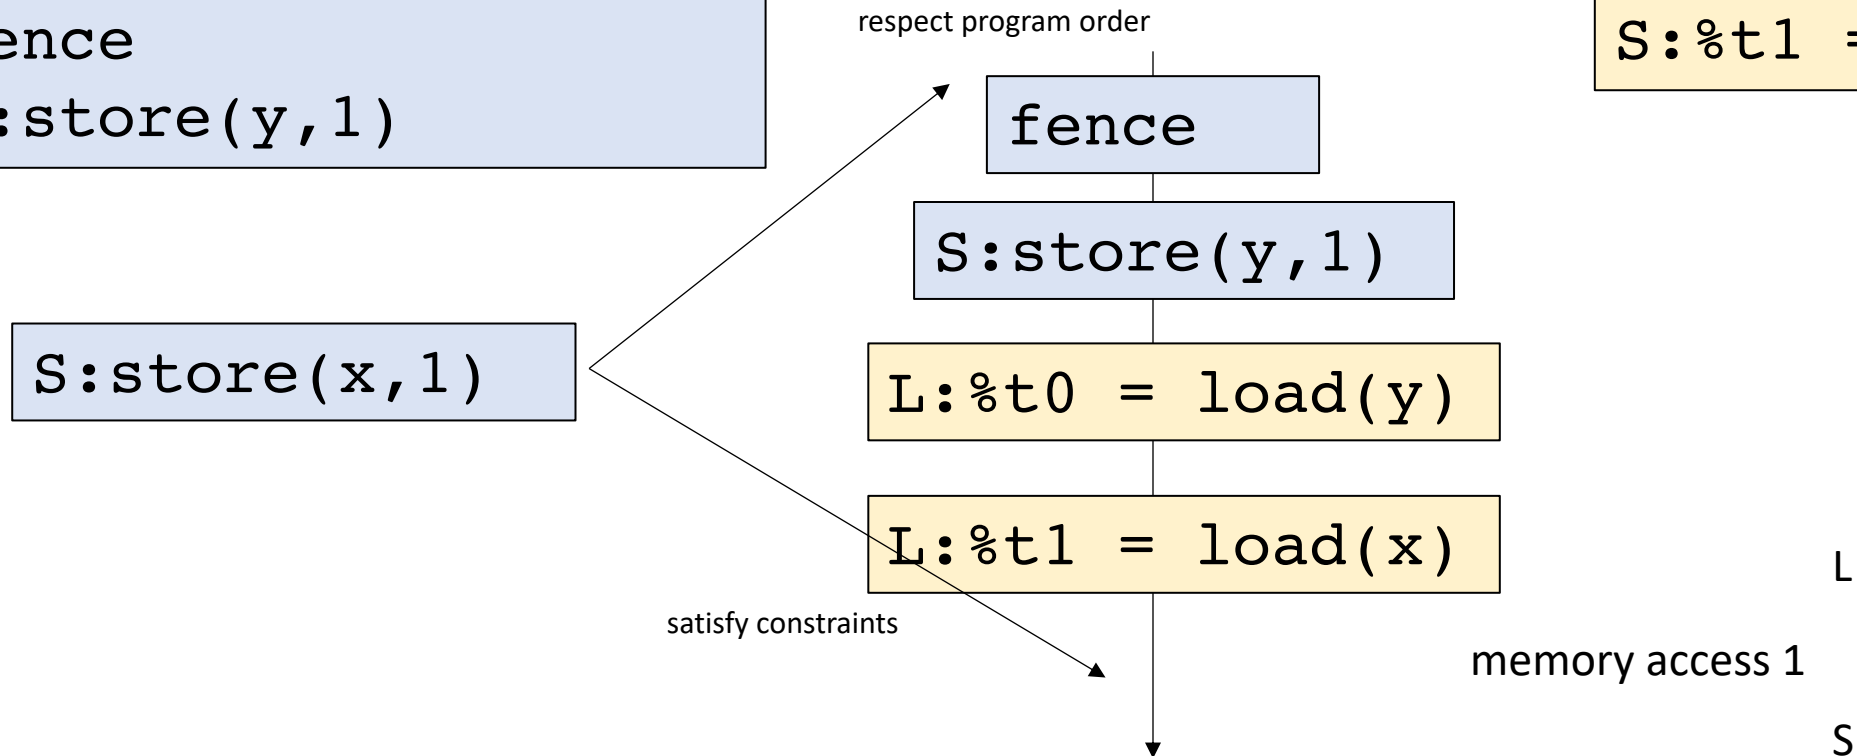 ence
:store(y,1)
respect program order
S:%t1 =
fence
S:store(y,1)
S:store(x,1)
L:%t0 = load(y)
L:%t1 = load(x)
satisfy constraints
L
memory access 1
S